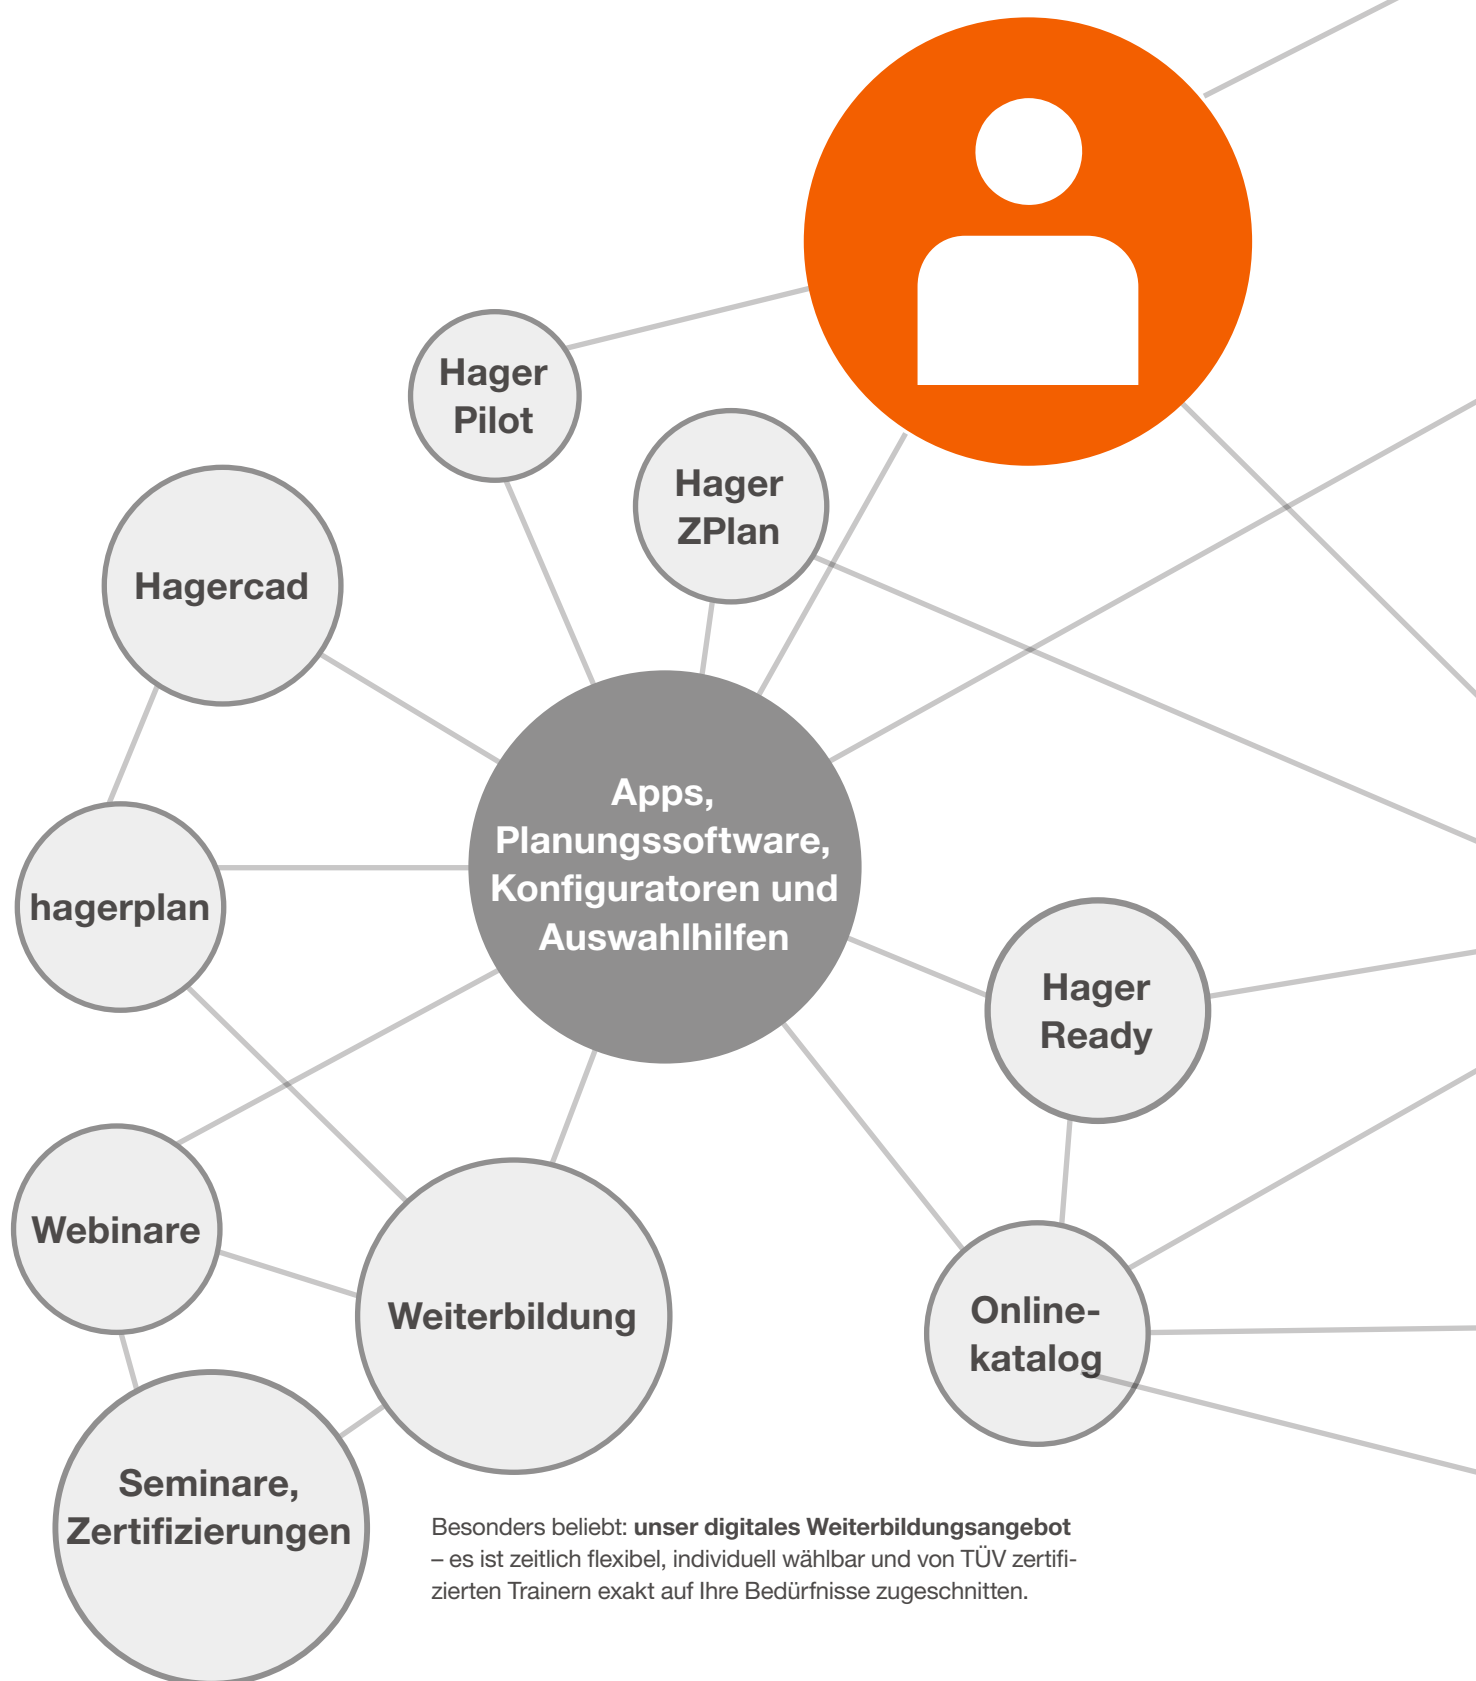 Hager
Pilot
Hager
ZPlan
Hagercad
Apps,
Planungssoftware,
Konfiguratoren und
Auswahlhilfen
hagerplan
Hager
Ready
Webinare
Weiterbildung
Online-
katalog
Seminare,
Zertifizierungen
Besonders beliebt: unser digitales Weiterbildungsangebot
– es ist zeitlich flexibel, individuell wählbar und von TÜV zertifi-
zierten Trainern exakt auf Ihre Bedürfnisse zugeschnitten.